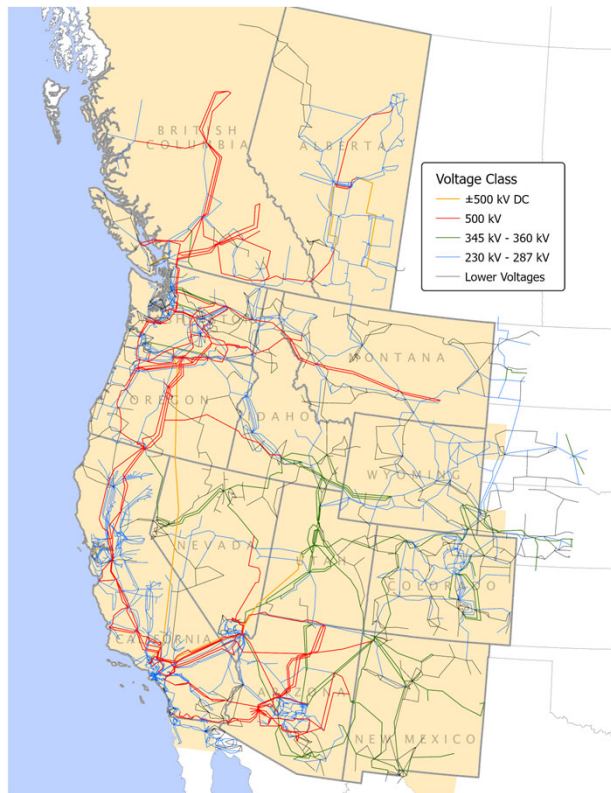 BRITISH
COLUMBIA
ALBERTA
Voltage Class
±500 kV DC
500 kV
345 kV - 360 kV
230 kV - 287 kV
Lower Voltages
WASHINGTON
MONTANA
OREGON
IDAHO
WYOMING
NEVADA
UTAH
COLORADO
CALIFORNIA
ARIZONA
NEW MEXICO